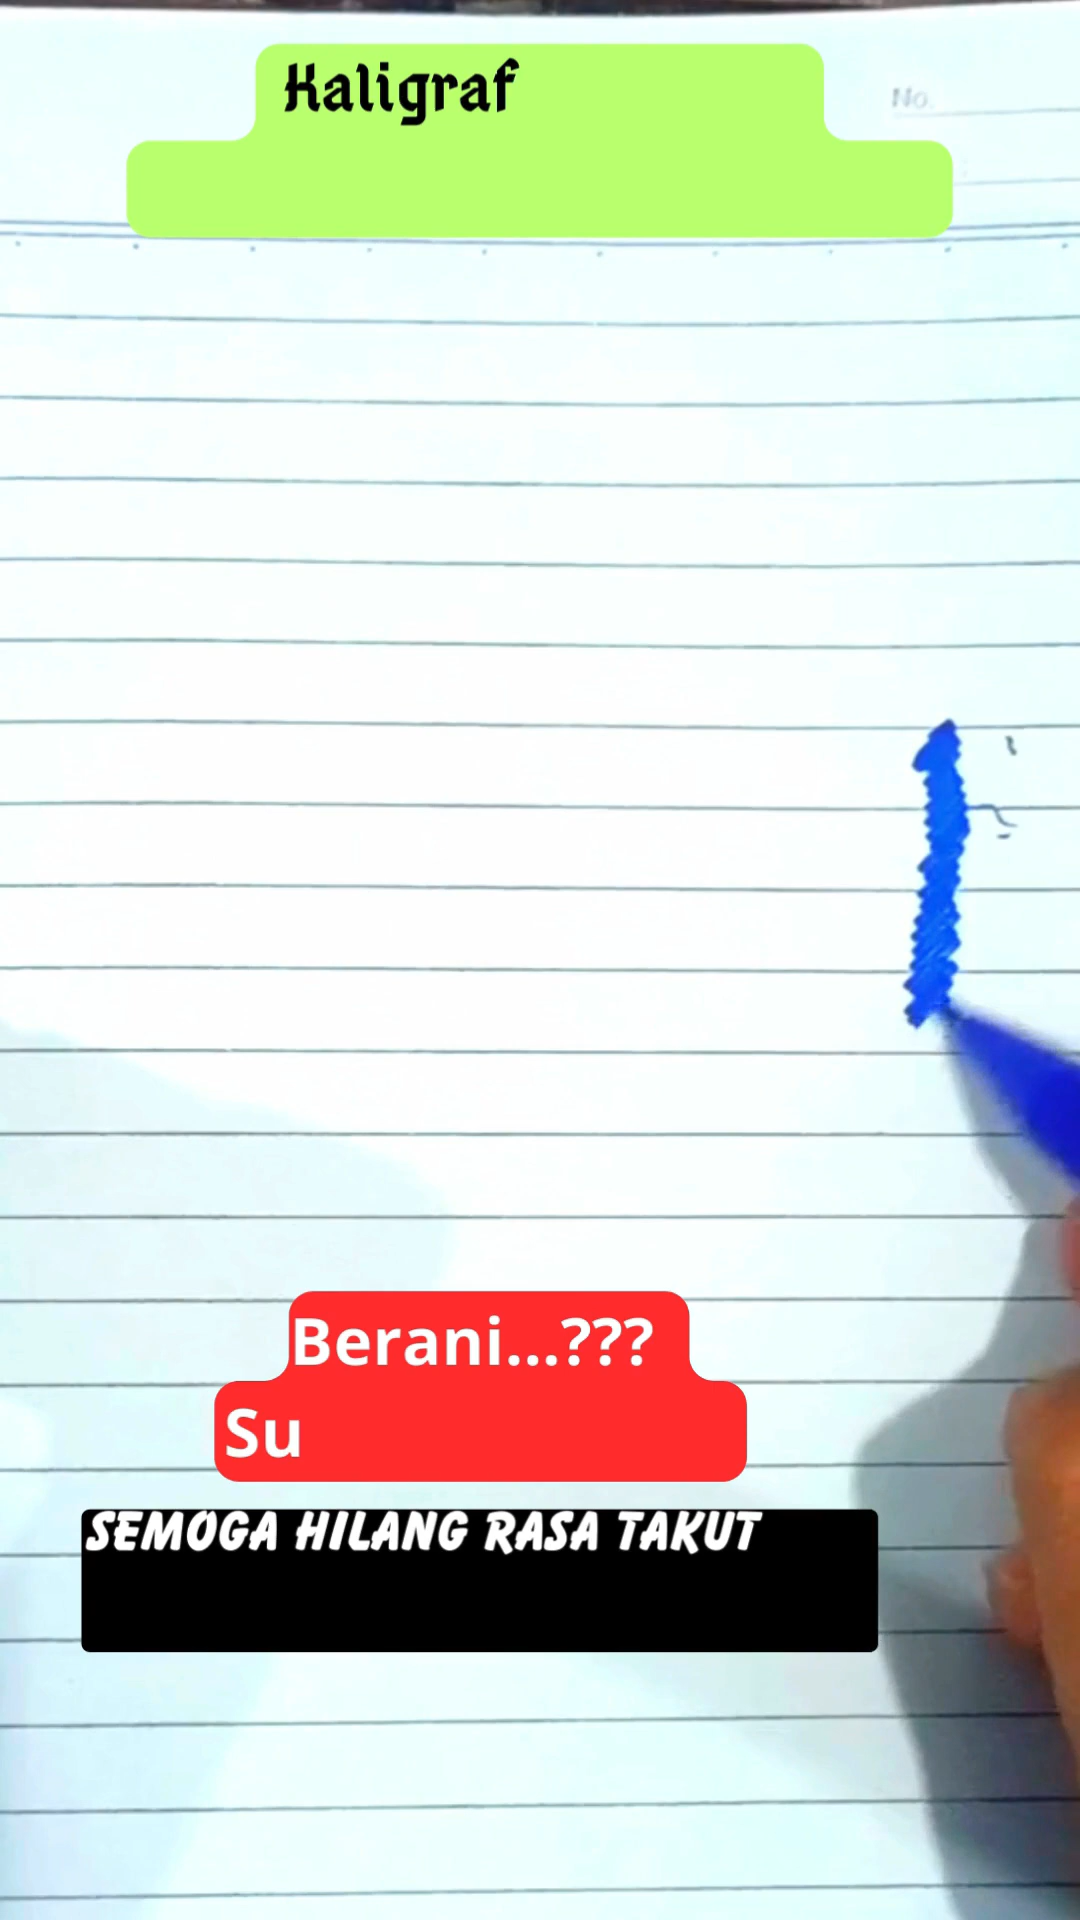 Kaligraf
No.
Berani...???
Su
SEMOGA HILANG RASA TAKUT